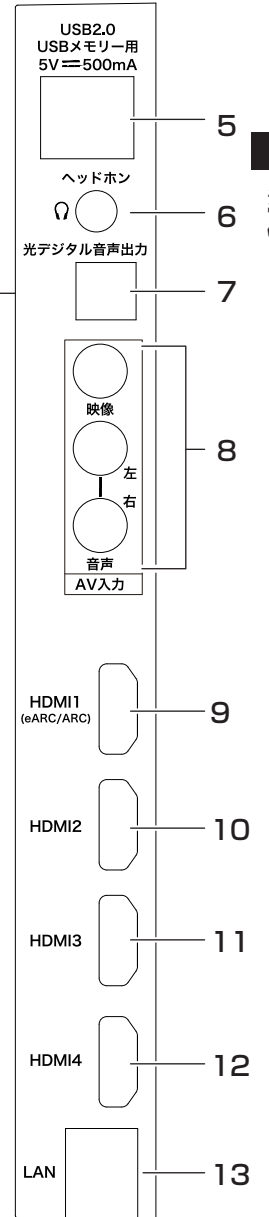 USB2.0
USBメモリー用
5V⎓500mA
5
ヘッドホン
6
光デジタル音声出力
7
映像
左
右
音声
AV入力
8
HDMI1
(eARC/ARC)
9
HDMI2
10
HDMI3
11
HDMI4
12
LAN
13